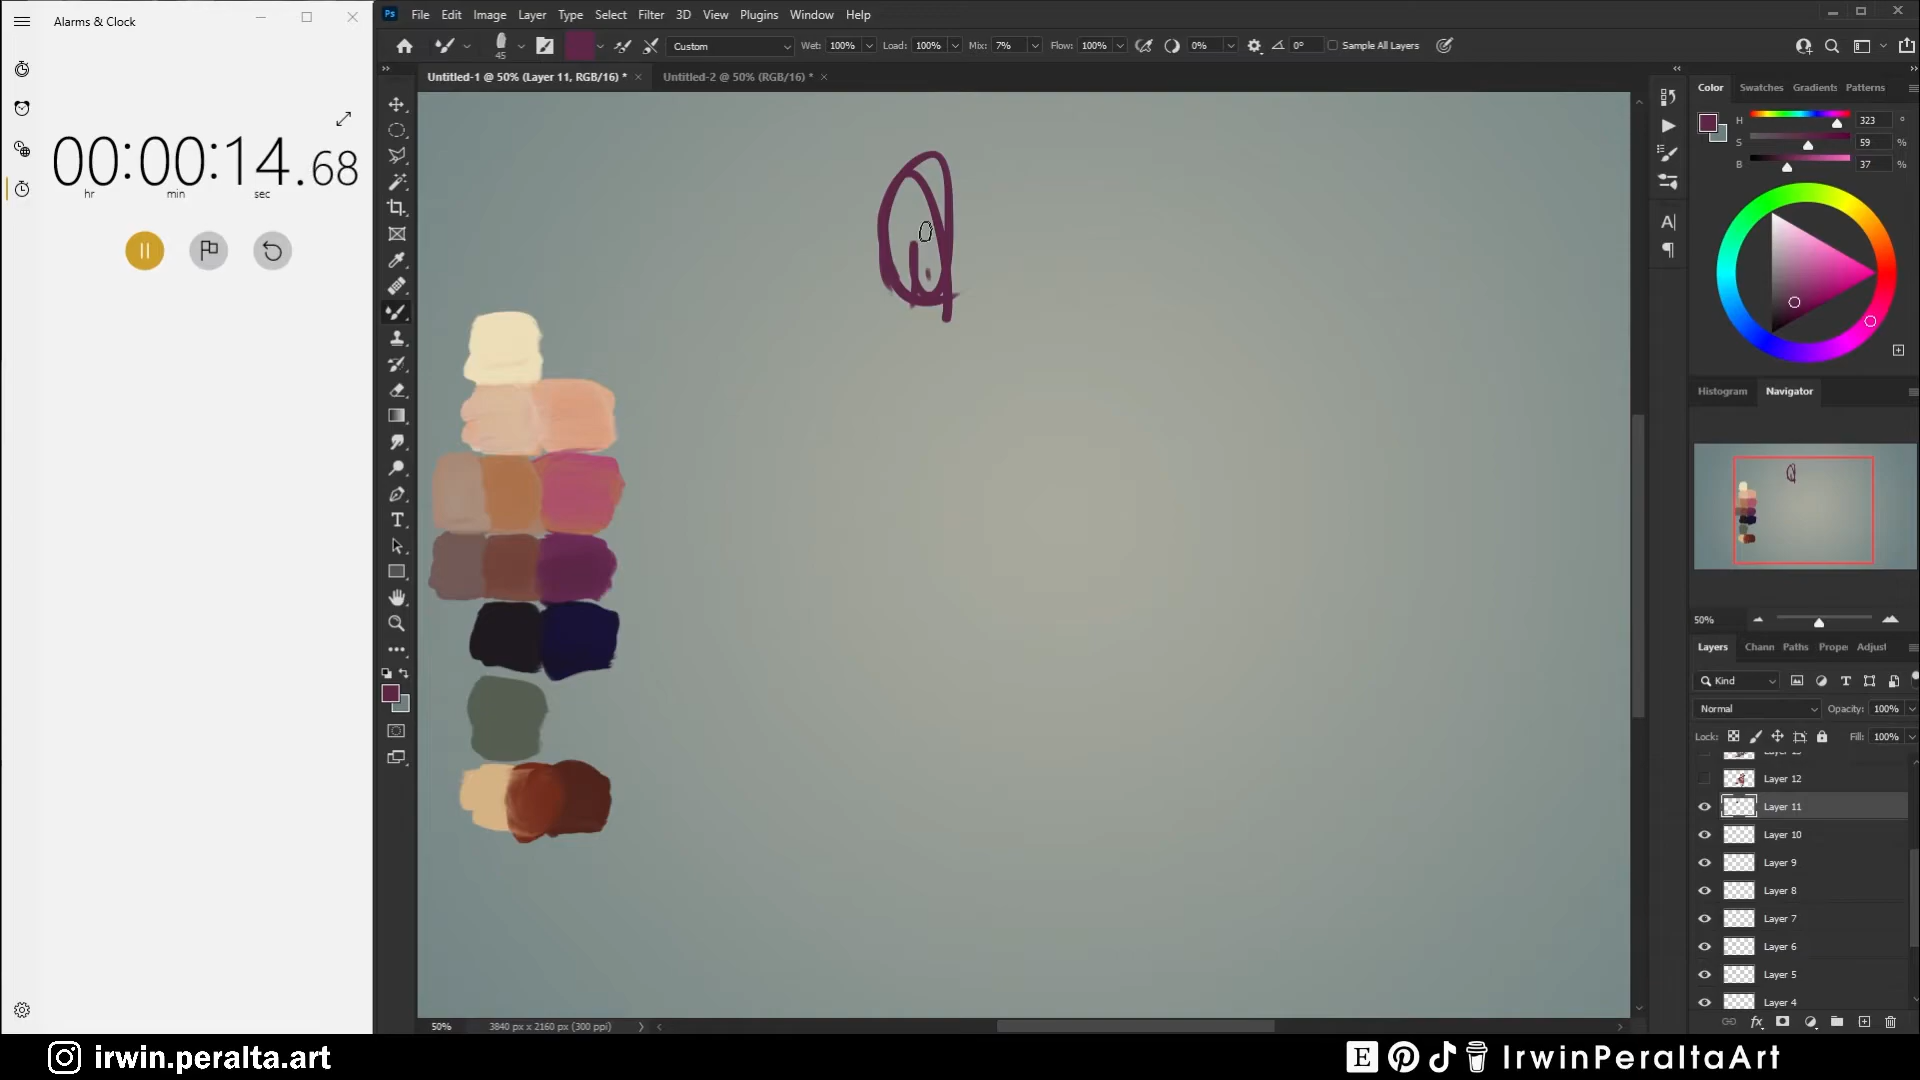 Alarms & Clock
00:00:14.68
hr min sec
Ps File Edit Image Layer Type Select Filter 3D View Plugins Window Help
45 Custom Wet: 100% Load: 100% Mix: 7% Flow: 100% 0% 0° Sample All Layers
Untitled-1 @ 50% (Layer 11, RGB/16) * × Untitled-2 @ 50% (RGB/16) * ×
Color Swatches Gradients Patterns
H 323 °
S 59 %
B 37 %
Histogram Navigator
50%
Layers Chann Paths Prope Adjust
Kind
Normal Opacity: 100%
Lock: Fill: 100%
Layer 12
Layer 11
Layer 10
Layer 9
Layer 8
Layer 7
Layer 6
Layer 5
Layer 4
fx
50% 3840 px x 2160 px (300 ppi)
irwin.peralta.art
E IrwinPeraltaArt